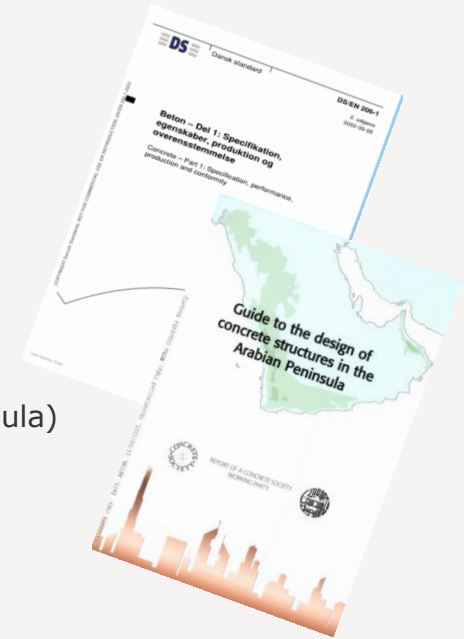 DS
Dansk standard
DS/EN 206-1
2. udgave
Beton – Del 1: Specifikation,
egenskaber, produktion og
overensstemmelse
Concrete – Part 1: Specification, performance,
production and conformity
Guide to the design of
concrete structures in the
Arabian Peninsula
ula)
CONCRETE SOCIETY
REPORT OF A CONCRETE SOCIETY
WORKING PARTY